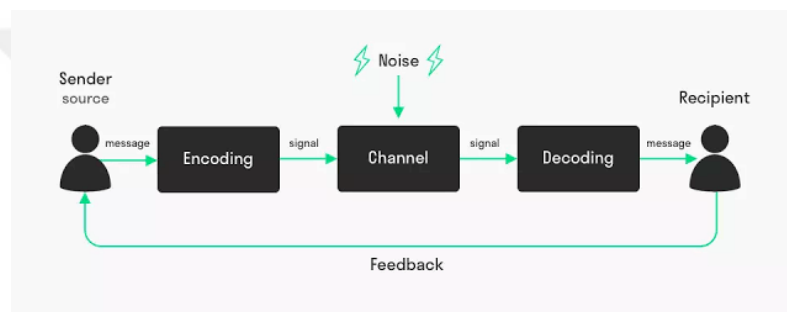 Noise
Sender
source
Recipient
message
Encoding
signal
Channel
signal
Decoding
message
Feedback